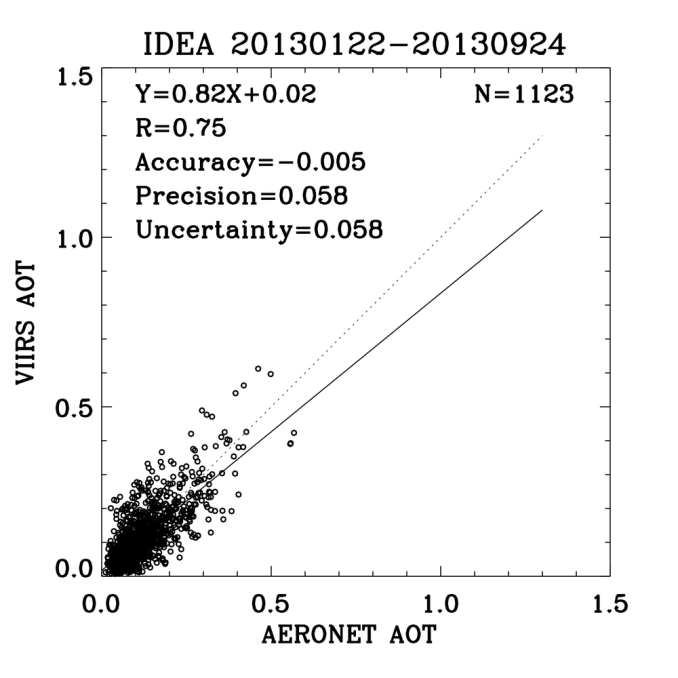 IDEA 20130122−20130924
1.5
Y=0.82X+0.02
N=1123
R=0.75
Accuracy=−0.005
Precision=0.058
Uncertainty=0.058
1.0
VIIRS AOT
0.5
0.0
0.0 0.5 1.0 1.5
AERONET AOT